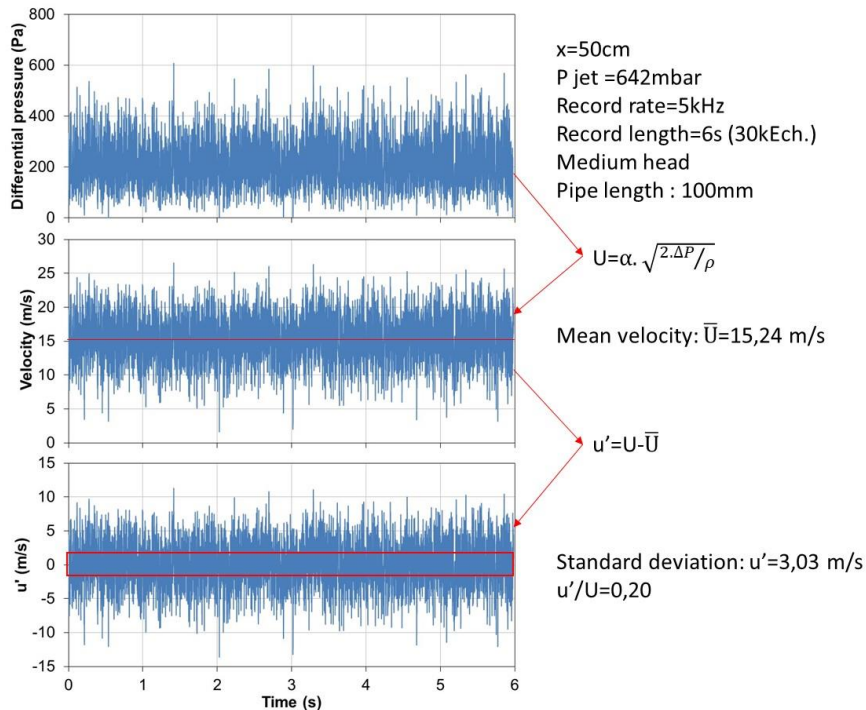 800
600
400
200
0
Differential pressure (Pa)
30
25
20
15
10
5
0
Velocity (m/s)
15
10
5
0
-5
-10
-15
u' (m/s)
0 1 2 3 4 5 6
Time (s)
x=50cm
P jet =642mbar
Record rate=5kHz
Record length=6s (30kEch.)
Medium head
Pipe length : 100mm
U=α. √2.ΔP/ρ
Mean velocity: U̅=15,24 m/s
u’=U-U̅
Standard deviation: u’=3,03 m/s
u’/U=0,20